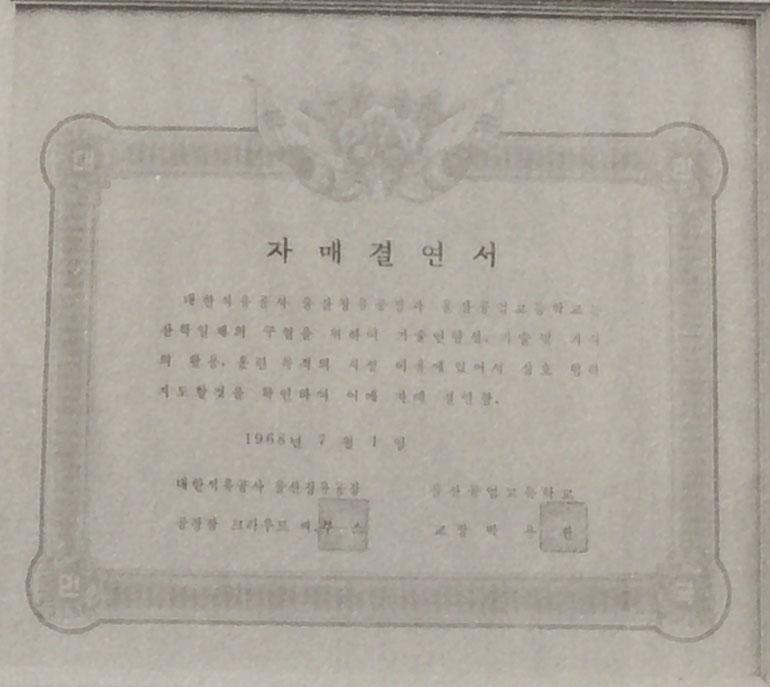 자매결연서
대한석유공사 울산정유공장과 울산공업고등학교는
산학일체의 구현을 위하여 기술인양성, 기술및 지식
의 활용, 훈련 목적의 시설 이용에있어서 상호 협력
지도할것을 확인하여 이에 자매 결연함.
1968년 7월 1일
대한석유공사 울산정유공장 울산공업고등학교
공장장 크라우드 부스 교장 박 용 한
민